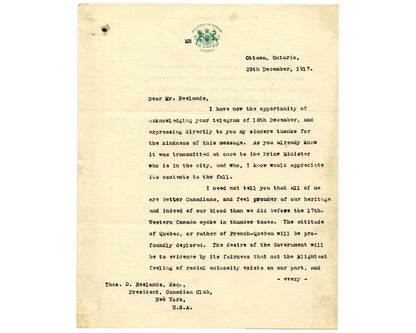 MR
Ottawa, Ontario,
29th December, 1917.
Dear Mr. Neelands,
I have now the opportunity of
acknowledging your telegram of 18th December, and
expressing directly to you my sincere thanks for
the kindness of this message. As you already know
it was transmitted at once to the Prime Minister
who is in the city, and who, I know would appreciate
its contents to the full.
I need not tell you that all of us
are better Canadians, and feel prouder of our heritage
and indeed of our blood than we did before the 17th.
Western Canada spoke in thunder tones. The attitude
of Quebec, or rather of French-Quebec will be pro-
foundly deplored. The desire of the Government will
be to evidence by its fairness that not the slightest
feeling of racial animosity exists on our part, and
- every -
Thos. D. Neelands, Esq.,
President, Canadian Club,
New York,
U.S.A.